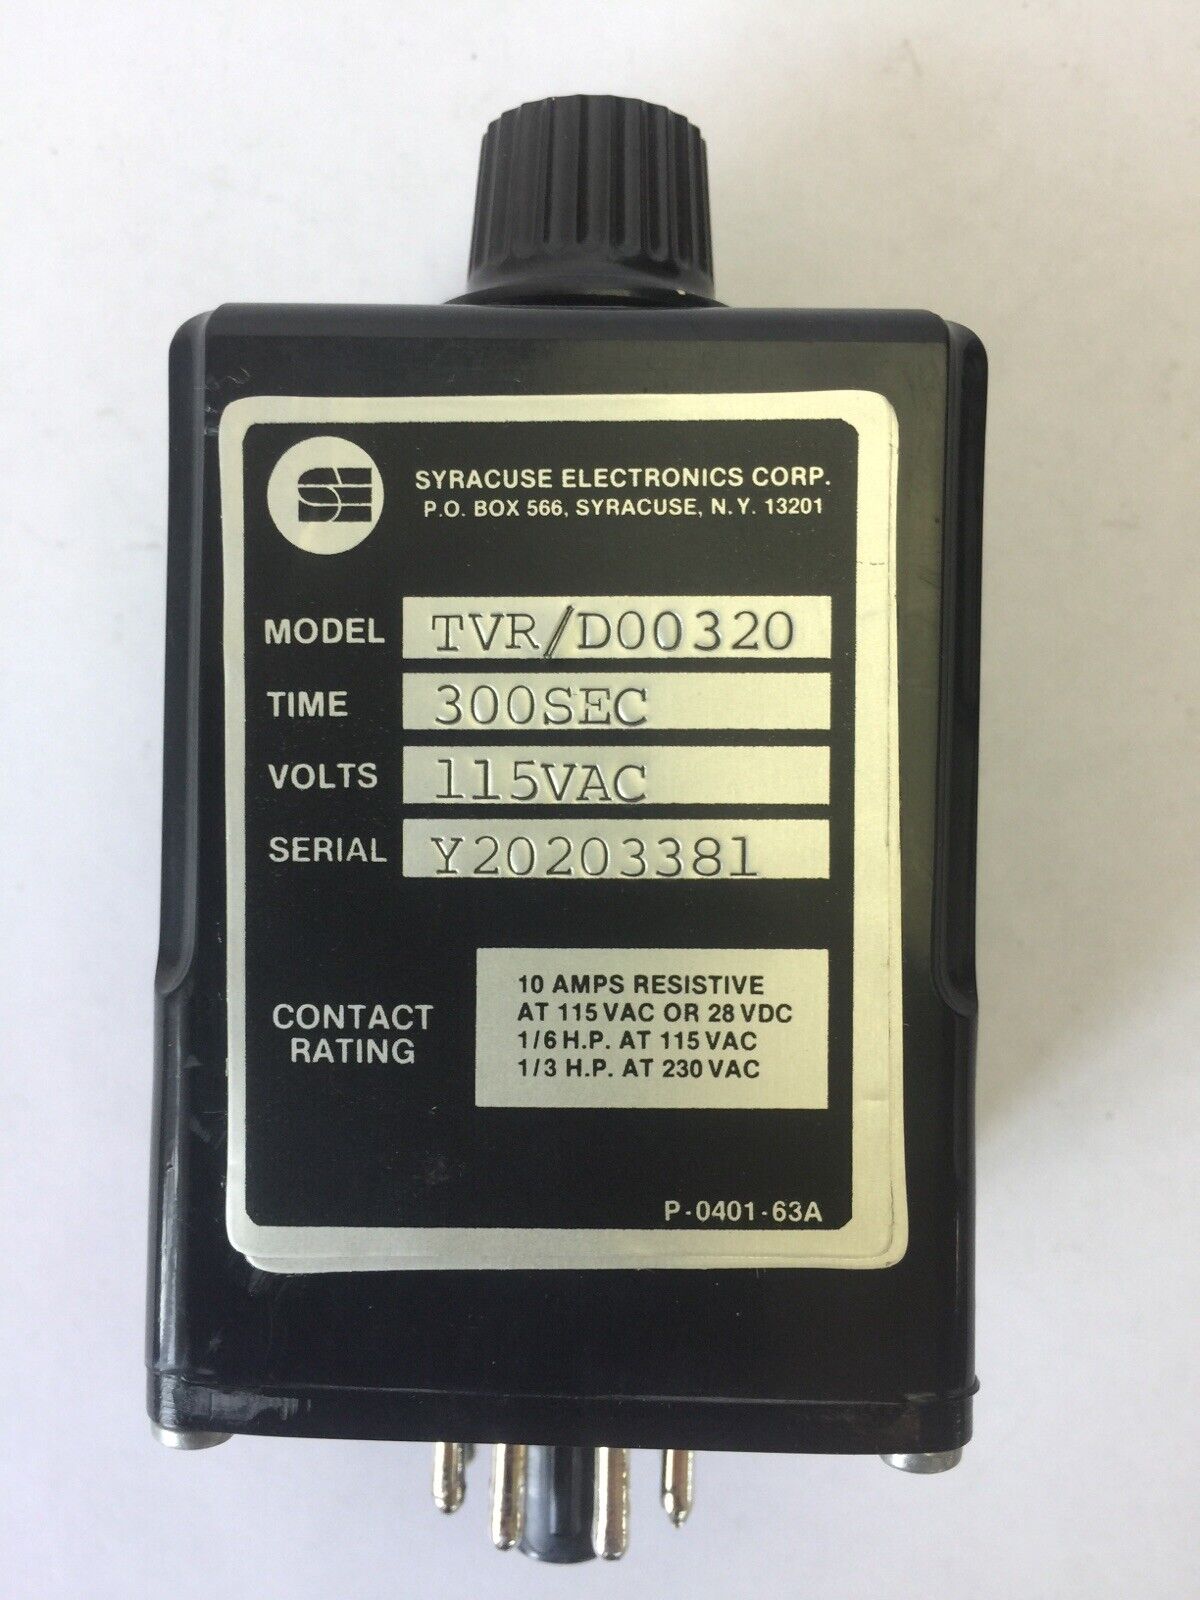 SE
SYRACUSE ELECTRONICS CORP.
P.O. BOX 566, SYRACUSE, N.Y. 13201
MODEL TVR/D00320
TIME 300SEC
VOLTS 115VAC
SERIAL Y20203381
CONTACT RATING
10 AMPS RESISTIVE
AT 115 VAC OR 28 VDC
1/6 H.P. AT 115 VAC
1/3 H.P. AT 230 VAC
P-0401-63A